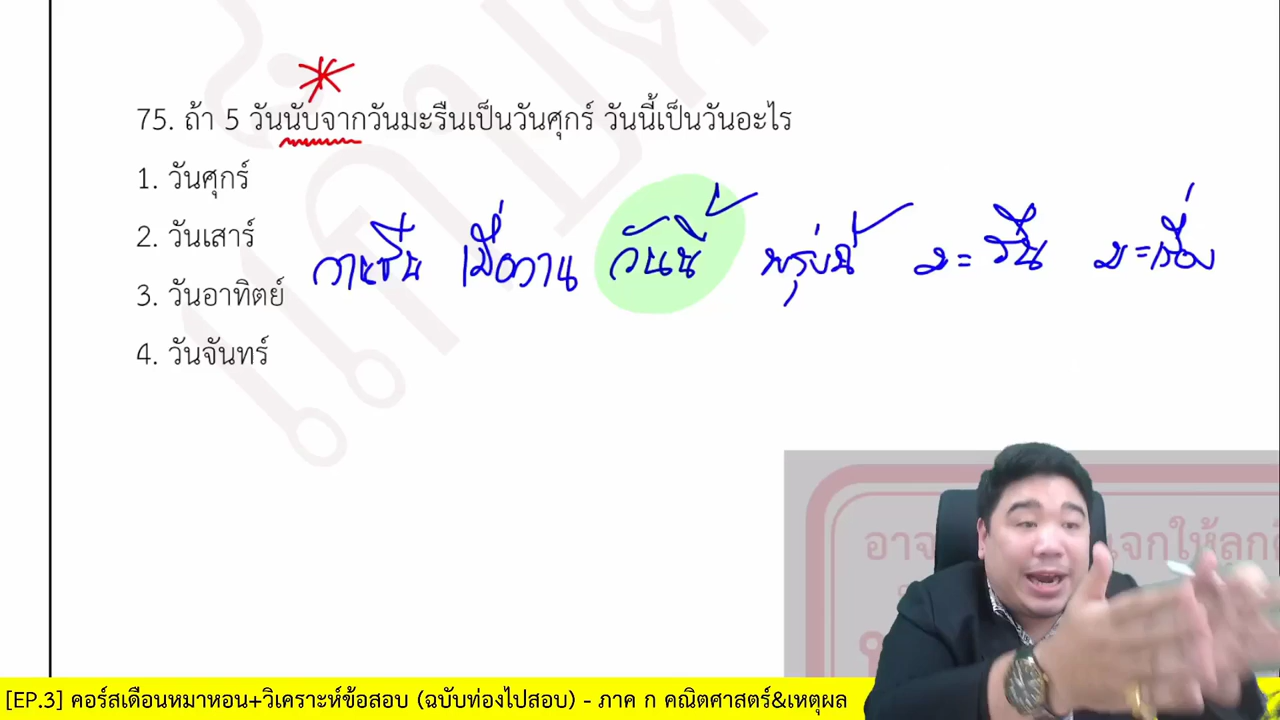 75. ถ้า 5 วันนับจากวันมะรืนเป็นวันศุกร์ วันนี้เป็นวันอะไร
1. วันศุกร์
2. วันเสาร์
3. วันอาทิตย์
4. วันจันทร์
วานซืน เมื่อวาน วันนี้ พรุ่งนี้ มะรืน มะเรื่อง
[EP.3] คอร์สเดือนหมาหอน+วิเคราะห์ข้อสอบ (ฉบับท่องไปสอบ) - ภาค ก คณิตศาสตร์&เหตุผล